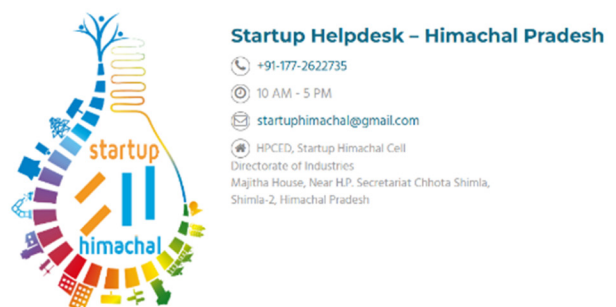 startup
himachal
Startup Helpdesk – Himachal Pradesh
+91-177-2622735
10 AM - 5 PM
startuphimachal@gmail.com
HPCED, Startup Himachal Cell
Directorate of Industries
Majitha House, Near H.P. Secretariat Chhota Shimla,
Shimla-2, Himachal Pradesh